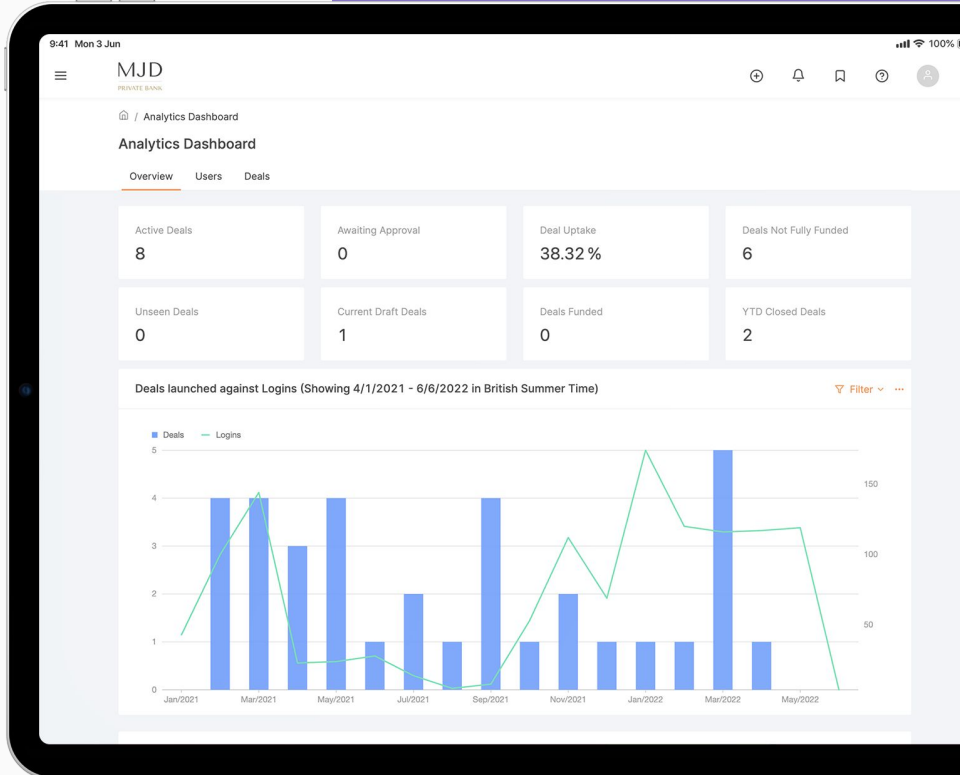 9:41 Mon 3 Jun
100%
MJD
PRIVATE BANK
/ Analytics Dashboard
Analytics Dashboard
Overview Users Deals
Active Deals
8
Awaiting Approval
0
Deal Uptake
38.32 %
Deals Not Fully Funded
6
Unseen Deals
0
Current Draft Deals
1
Deals Funded
0
YTD Closed Deals
2
Deals launched against Logins (Showing 4/1/2021 - 6/6/2022 in British Summer Time)
Filter
Deals Logins
5
4
3
2
1
0
150
100
50
Jan/2021 Mar/2021 May/2021 Jul/2021 Sep/2021 Nov/2021 Jan/2022 Mar/2022 May/2022